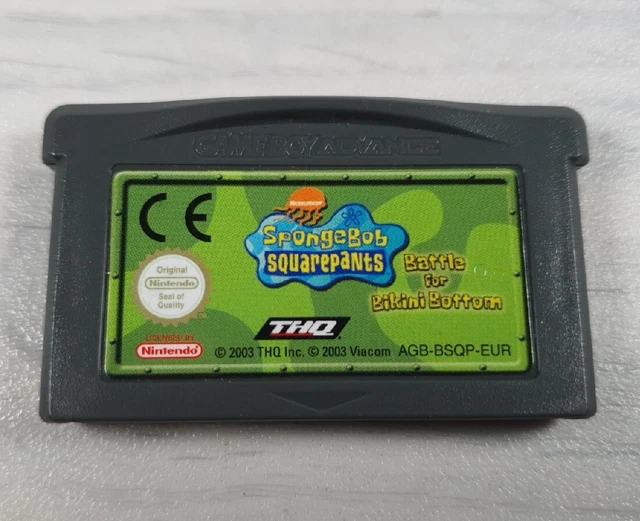 GAME BOY ADVANCE
CE
NICKELODEON
SpongeBob
SQUAREPANTS
Battle
for
Bikini Bottom
Original
Nintendo
Seal of
Quality
THQ
LICENSED BY
Nintendo
© 2003 THQ Inc. © 2003 Viacom AGB-BSQP-EUR